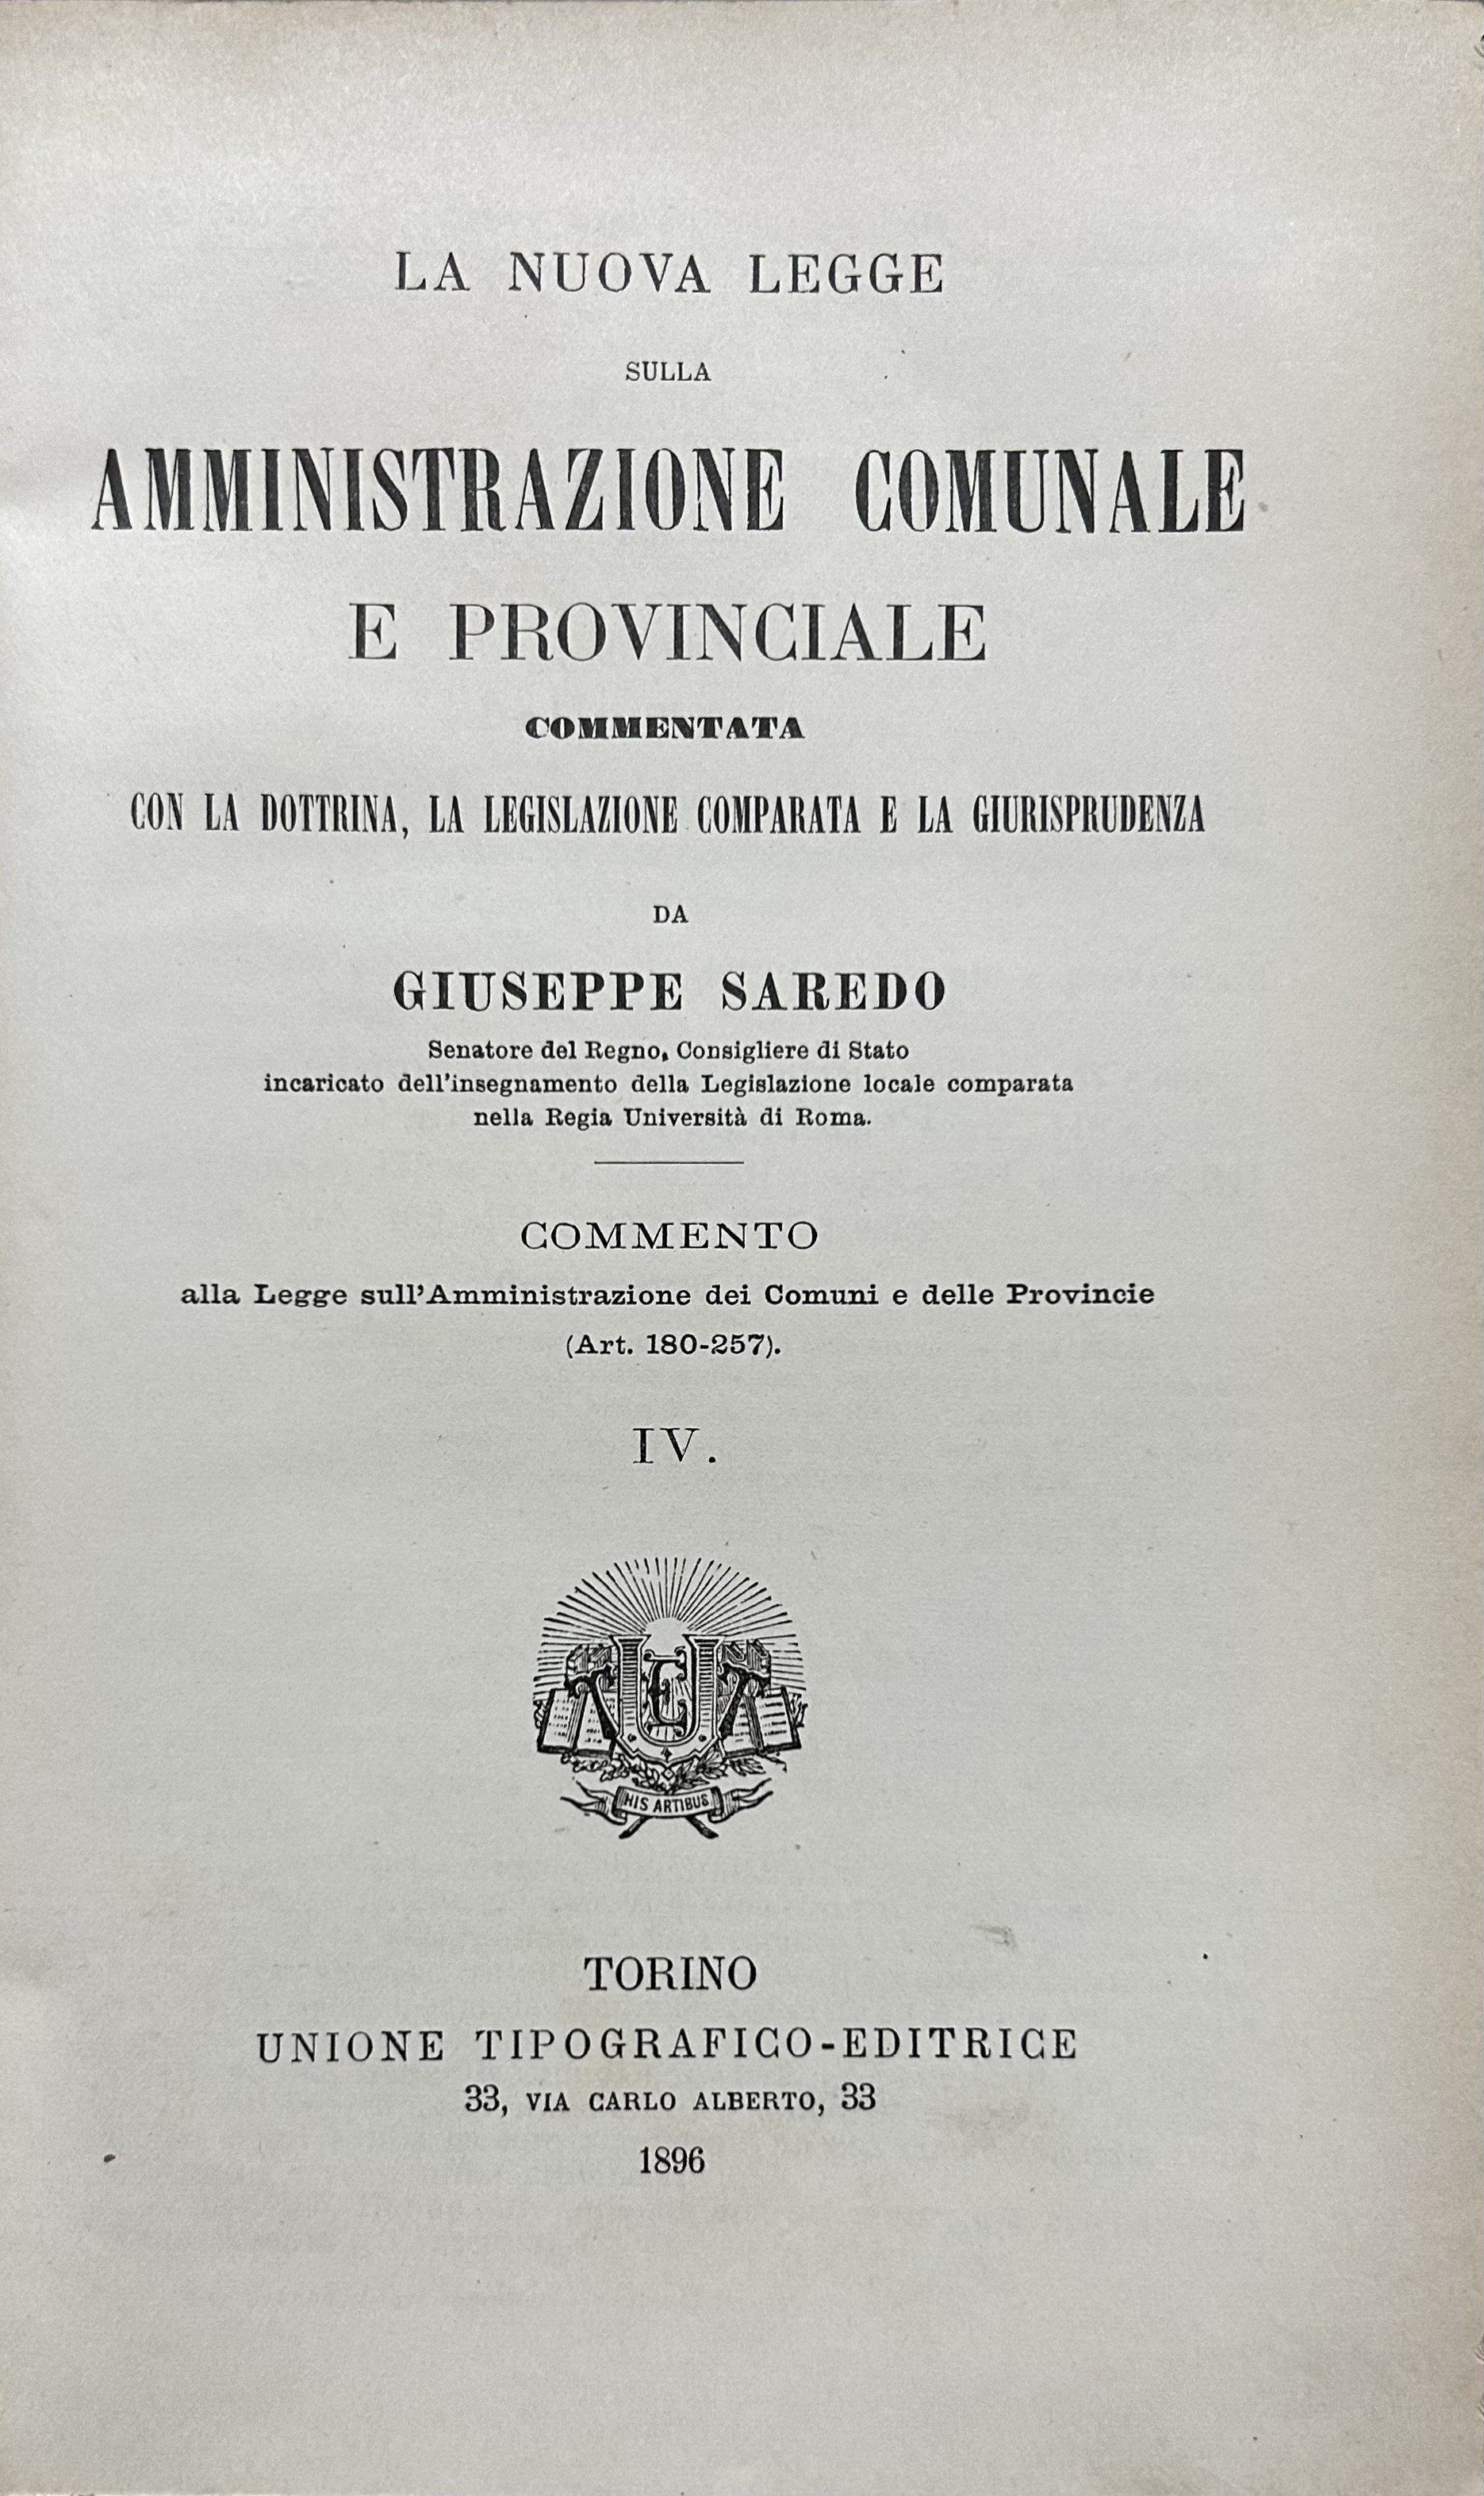 LA NUOVA LEGGE
SULLA
AMMINISTRAZIONE COMUNALE
E PROVINCIALE
COMMENTATA
CON LA DOTTRINA, LA LEGISLAZIONE COMPARATA E LA GIURISPRUDENZA
DA
GIUSEPPE SAREDO
Senatore del Regno, Consigliere di Stato
incaricato dell'insegnamento della Legislazione locale comparata
nella Regia Università di Roma.
COMMENTO
alla Legge sull'Amministrazione dei Comuni e delle Provincie
(Art. 180-257).
IV.
UTET
HIS ARTIBUS
TORINO
UNIONE TIPOGRAFICO-EDITRICE
33, VIA CARLO ALBERTO, 33
1896